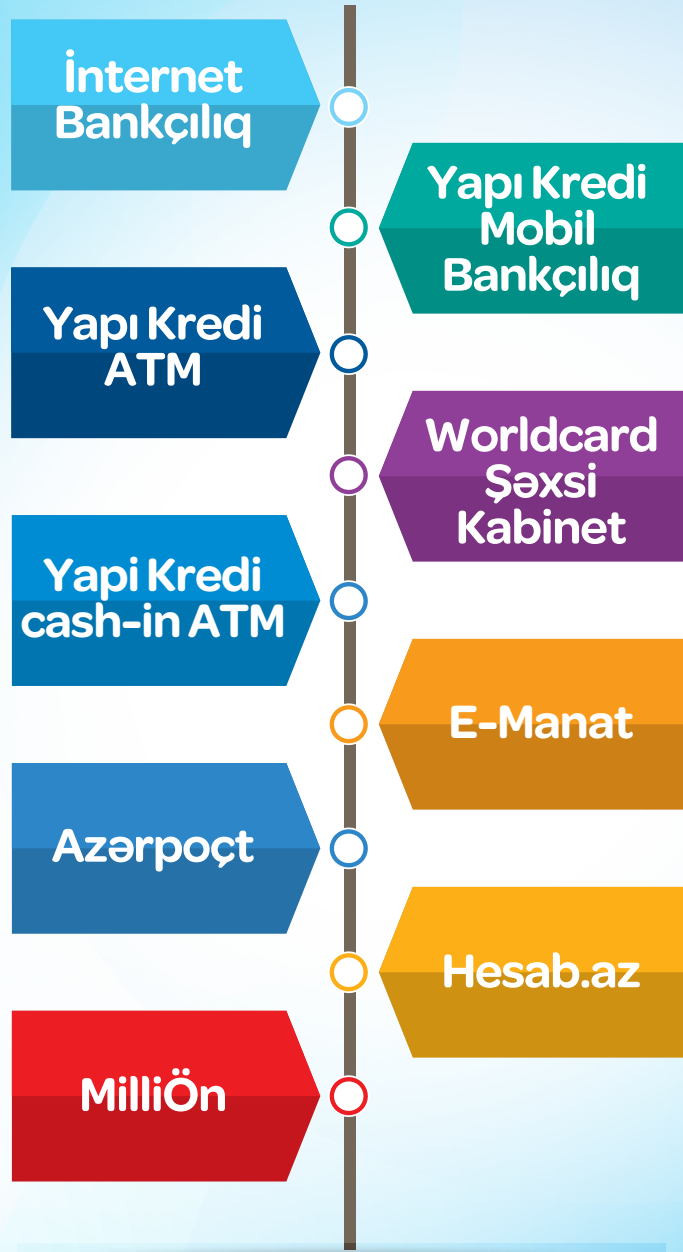 İnternet
Bankçılıq
Yapı Kredi
Mobil
Bankçılıq
Yapı Kredi
ATM
Worldcard
Şəxsi
Kabinet
Yapi Kredi
cash-in ATM
E-Manat
Azərpoçt
Hesab.az
MilliÖn